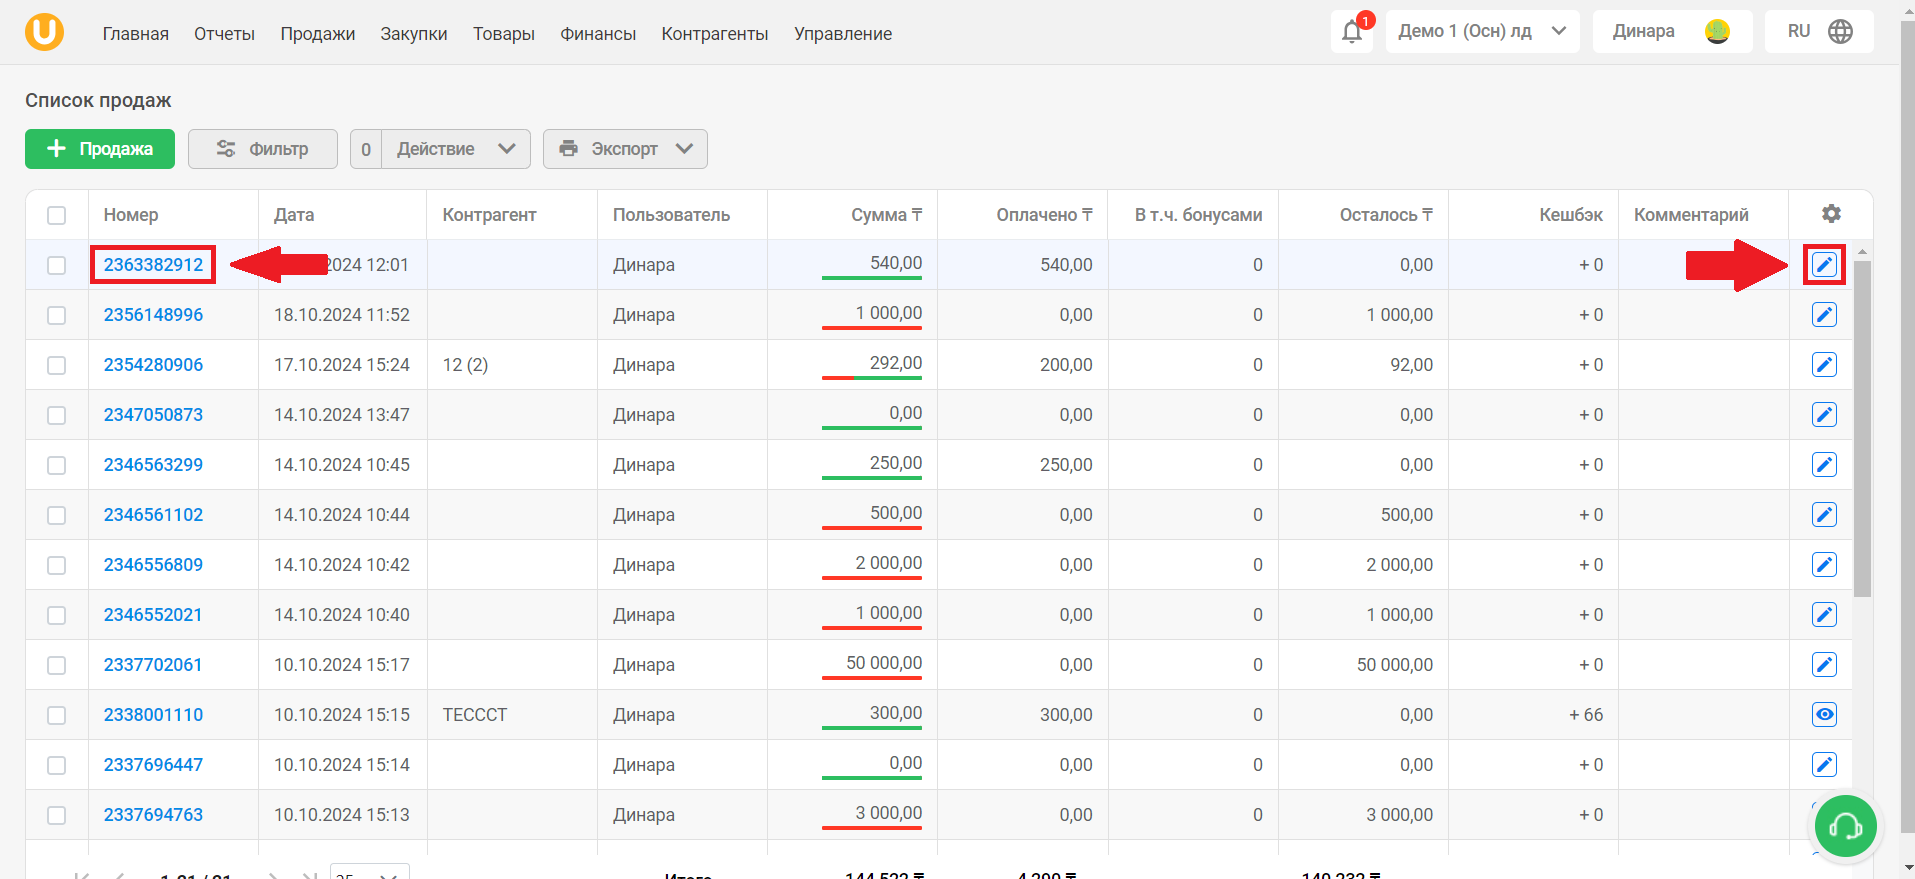 U Главная Отчеты Продажи Закупки Товары Финансы Контрагенты Управление 1 Демо 1 (Осн) лд Динара RU
Список продаж
+ Продажа Фильтр 0 Действие Экспорт
Номер Дата Контрагент Пользователь Сумма ₸ Оплачено ₸ В т.ч. бонусами Осталось ₸ Кешбэк Комментарий
2363382912 2024 12:01 Динара 540,00 540,00 0 0,00 + 0
2356148996 18.10.2024 11:52 Динара 1 000,00 0,00 0 1 000,00 + 0
2354280906 17.10.2024 15:24 12 (2) Динара 292,00 200,00 0 92,00 + 0
2347050873 14.10.2024 13:47 Динара 0,00 0,00 0 0,00 + 0
2346563299 14.10.2024 10:45 Динара 250,00 250,00 0 0,00 + 0
2346561102 14.10.2024 10:44 Динара 500,00 0,00 0 500,00 + 0
2346556809 14.10.2024 10:42 Динара 2 000,00 0,00 0 2 000,00 + 0
2346552021 14.10.2024 10:40 Динара 1 000,00 0,00 0 1 000,00 + 0
2337702061 10.10.2024 15:17 Динара 50 000,00 0,00 0 50 000,00 + 0
2338001110 10.10.2024 15:15 ТЕСССТ Динара 300,00 300,00 0 0,00 + 66
2337696447 10.10.2024 15:14 Динара 0,00 0,00 0 0,00 + 0
2337694763 10.10.2024 15:13 Динара 3 000,00 0,00 0 3 000,00 + 0
Итого